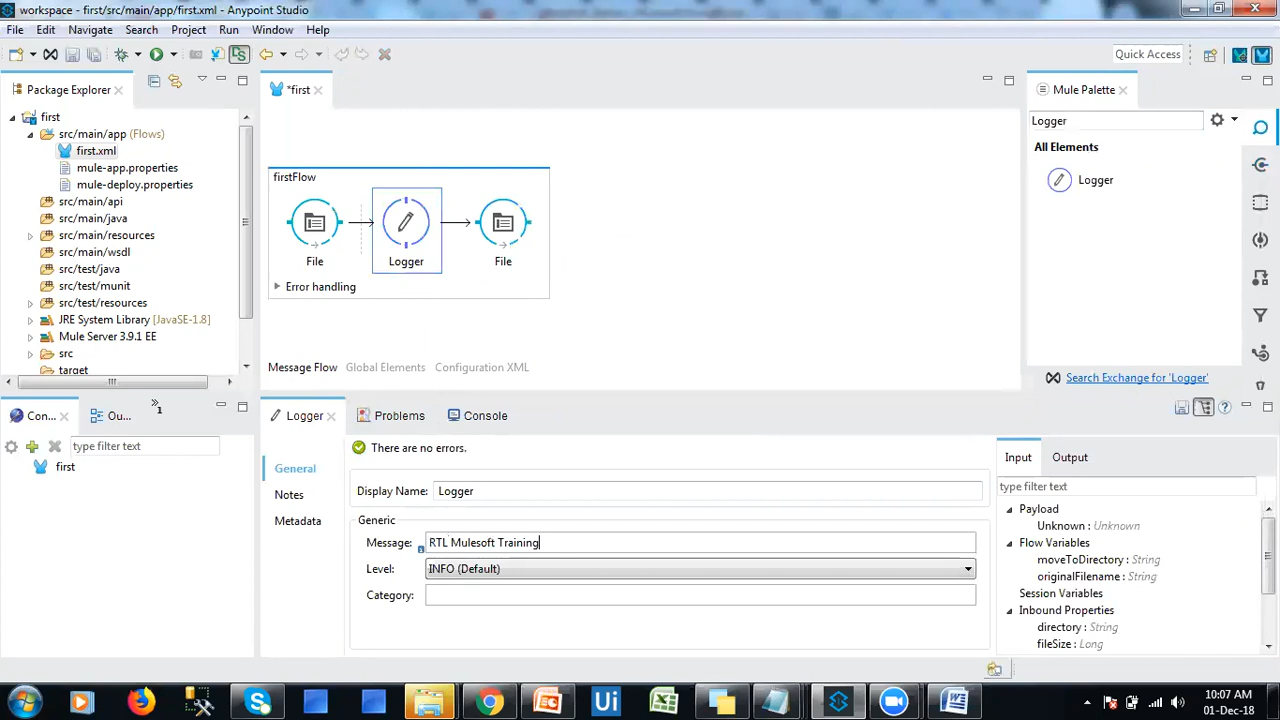 workspace - first/src/main/app/first.xml - Anypoint Studio
File Edit Navigate Search Project Run Window Help
Quick Access
Package Explorer
*first
Mule Palette
first
src/main/app (Flows)
first.xml
mule-app.properties
mule-deploy.properties
src/main/api
src/main/java
src/main/resources
src/main/wsdl
src/test/java
src/test/munit
src/test/resources
JRE System Library [JavaSE-1.8]
Mule Server 3.9.1 EE
src
target
firstFlow
File
Logger
File
Error handling
Message Flow Global Elements Configuration XML
Logger
All Elements
Logger
Search Exchange for 'Logger'
Con...
Ou...
1
type filter text
first
Logger
Problems
Console
There are no errors.
General
Notes
Metadata
Display Name: Logger
Generic
Message: RTL Mulesoft Training
Level: INFO (Default)
Category:
Input
Output
type filter text
Payload
Unknown : Unknown
Flow Variables
moveToDirectory : String
originalFilename : String
Session Variables
Inbound Properties
directory : String
fileSize : Long
Ui
10:07 AM
01-Dec-18